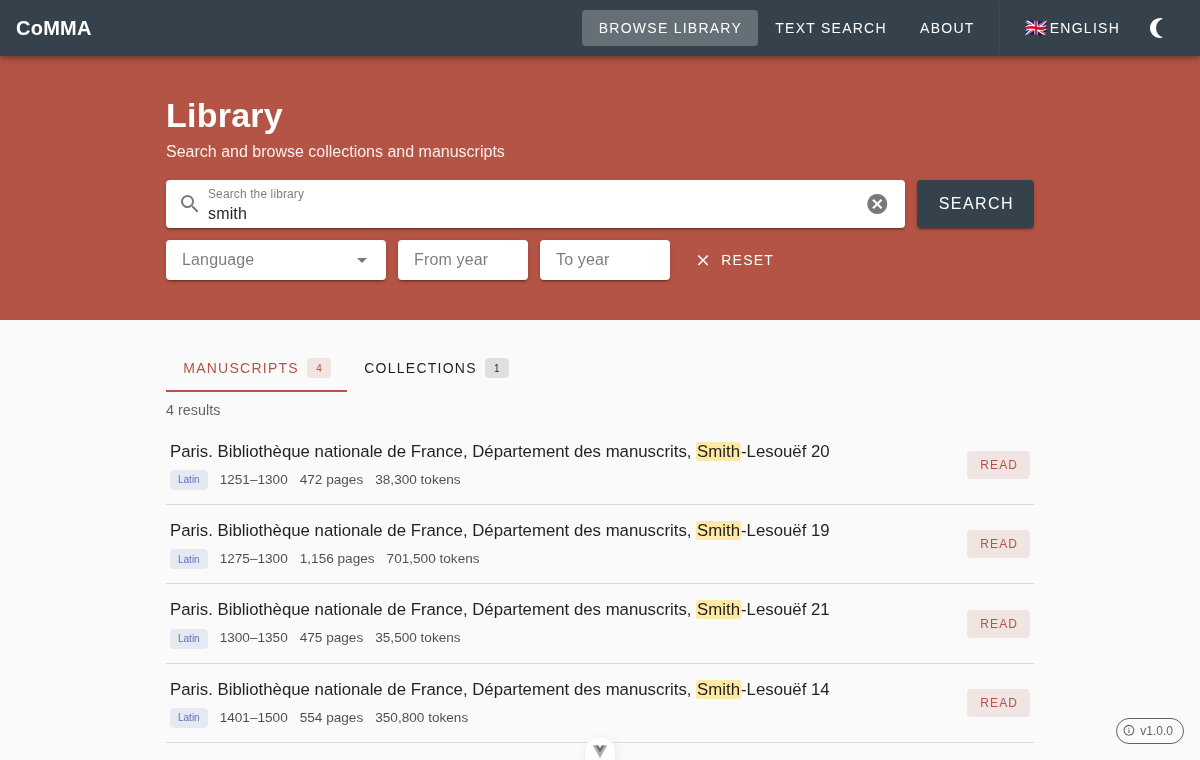 CoMMA
BROWSE LIBRARY
TEXT SEARCH
ABOUT
ENGLISH
Library
Search and browse collections and manuscripts
Search the library
smith
SEARCH
Language
From year
To year
RESET
MANUSCRIPTS 4
COLLECTIONS 1
4 results
Paris. Bibliothèque nationale de France, Département des manuscrits, Smith-Lesouëf 20
Latin 1251–1300 472 pages 38,300 tokens
READ
Paris. Bibliothèque nationale de France, Département des manuscrits, Smith-Lesouëf 19
Latin 1275–1300 1,156 pages 701,500 tokens
READ
Paris. Bibliothèque nationale de France, Département des manuscrits, Smith-Lesouëf 21
Latin 1300–1350 475 pages 35,500 tokens
READ
Paris. Bibliothèque nationale de France, Département des manuscrits, Smith-Lesouëf 14
Latin 1401–1500 554 pages 350,800 tokens
READ
v1.0.0